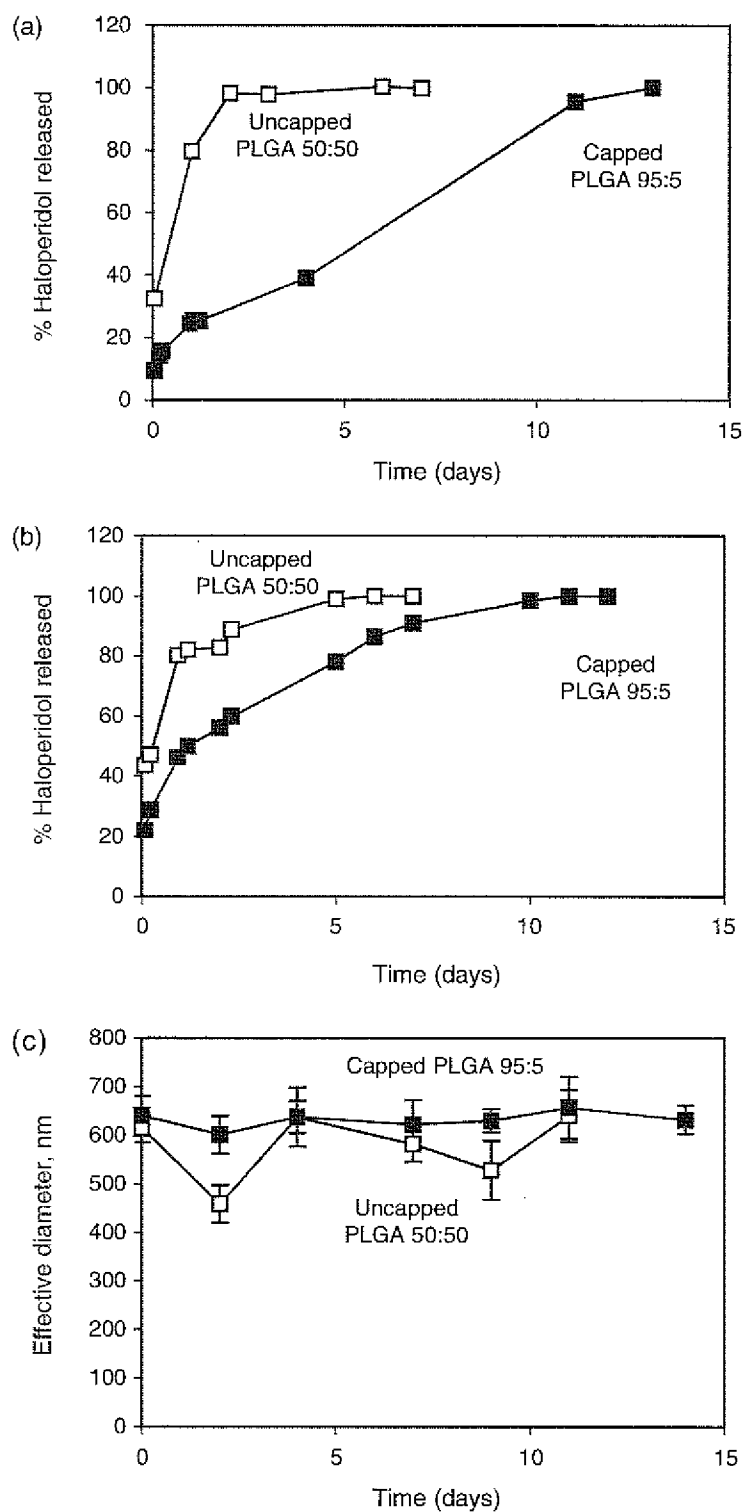 (a)
120
100
80
60
40
20
0
% Haloperidol released
Uncapped
PLGA 50:50
Capped
PLGA 95:5
0 5 10 15
Time (days)
(b)
120
100
80
60
40
20
0
% Haloperidol released
Uncapped
PLGA 50:50
Capped
PLGA 95:5
0 5 10 15
Time (days)
(c)
800
700
600
500
400
300
200
100
0
Effective diameter, nm
Capped PLGA 95:5
Uncapped
PLGA 50:50
0 5 10 15
Time (days)